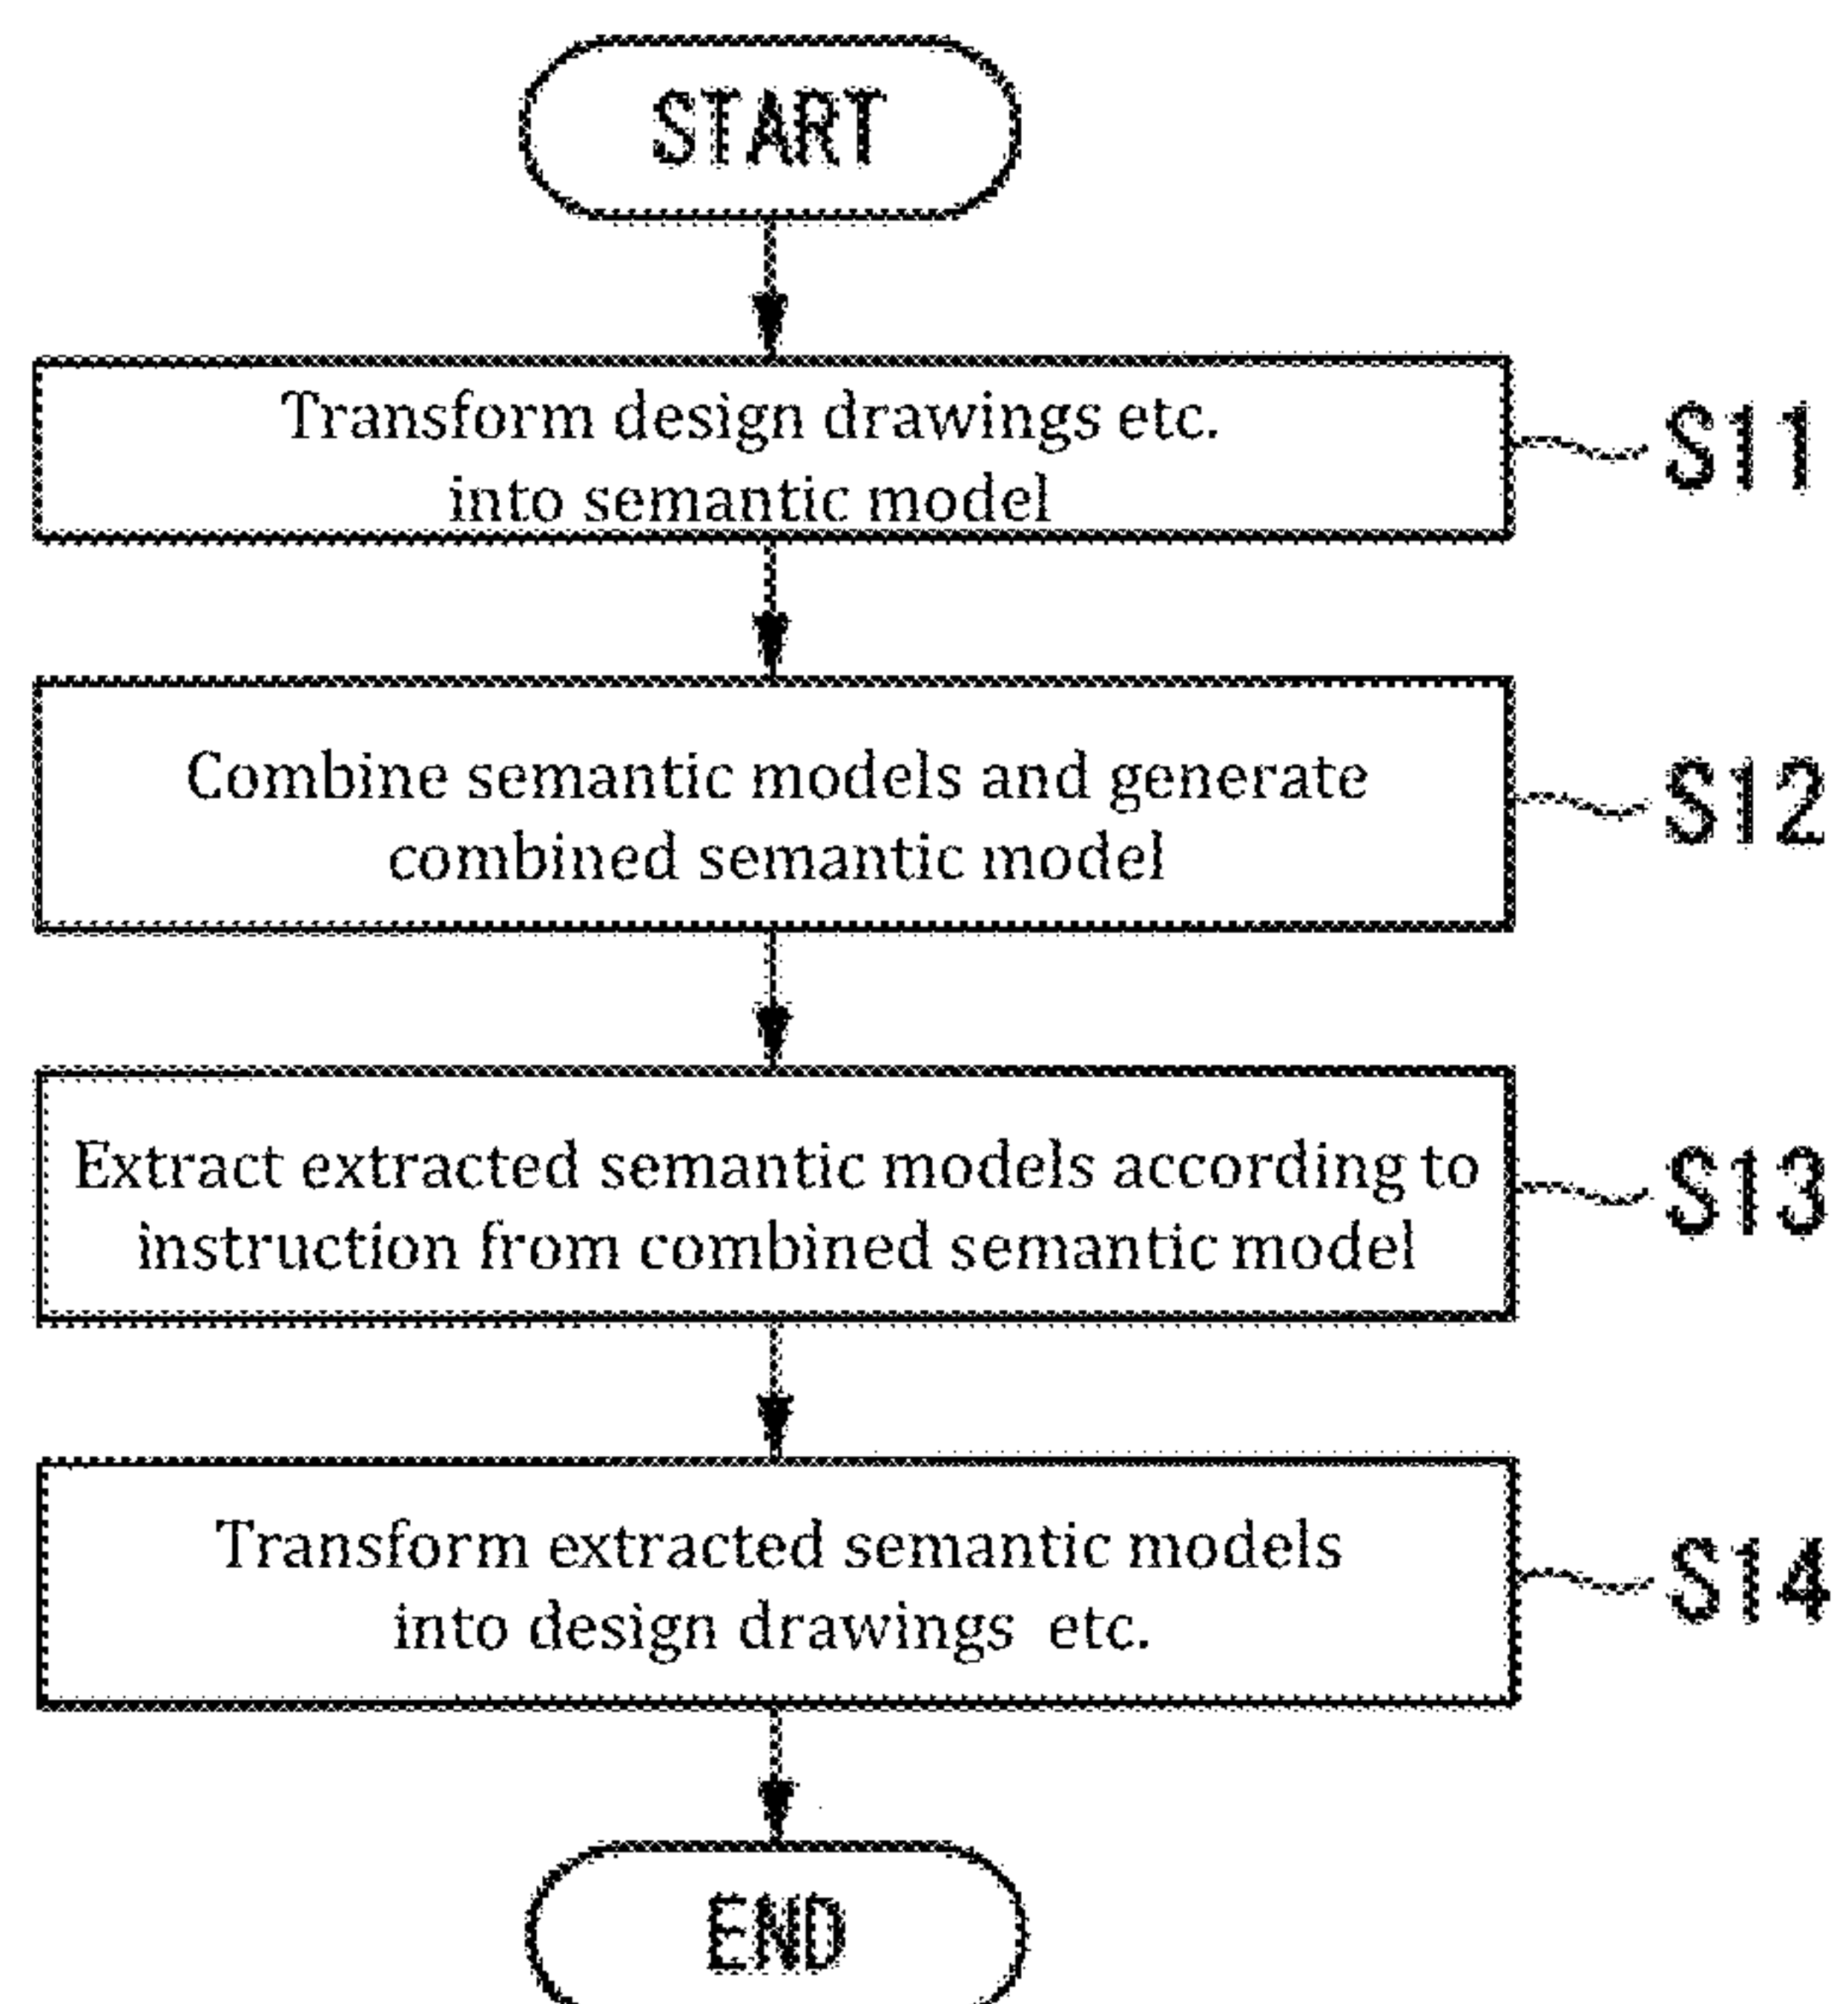 START
Transform design drawings etc.
into semantic model
S11
Combine semantic models and generate
combined semantic model
S12
Extract extracted semantic models according to
instruction from combined semantic model
S13
Transform extracted semantic models
into design drawings etc.
S14
END